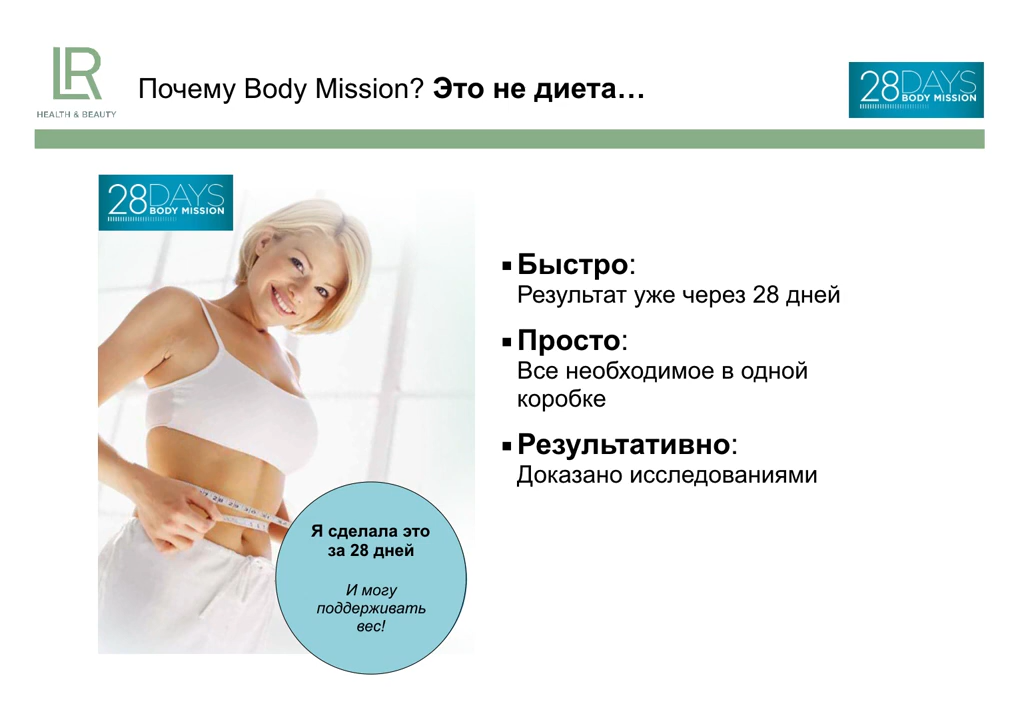 LR
HEALTH & BEAUTY
Почему Body Mission? Это не диета…
28DAYS
BODY MISSION
28DAYS
BODY MISSION
▪Быстро:
Результат уже через 28 дней
▪Просто:
Все необходимое в одной
коробке
▪Результативно:
Доказано исследованиями
Я сделала это
за 28 дней
И могу
поддерживать
вес!